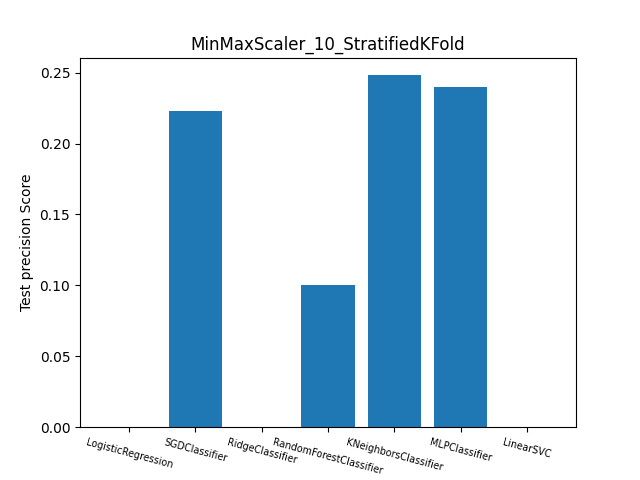 MinMaxScaler_10_StratifiedKFold
Test precision Score
0.25
0.20
0.15
0.10
0.05
0.00
LogisticRegression
SGDClassifier
RidgeClassifier
RandomForestClassifier
KNeighborsClassifier
MLPClassifier
LinearSVC